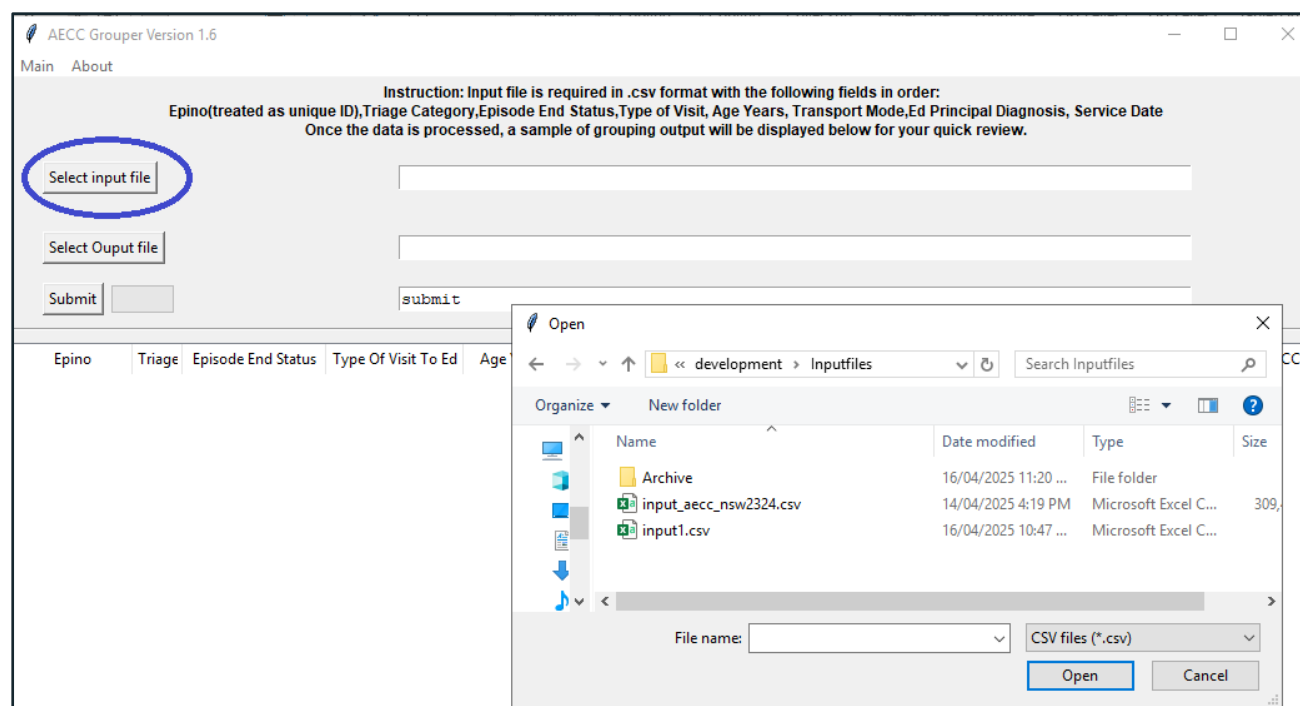 AECC Grouper Version 1.6
Main About
Instruction: Input file is required in .csv format with the following fields in order:
Epino(treated as unique ID),Triage Category,Episode End Status,Type of Visit, Age Years, Transport Mode,Ed Principal Diagnosis, Service Date
Once the data is processed, a sample of grouping output will be displayed below for your quick review.
Select input file
Select Ouput file
Submit submit
Epino Triage Episode End Status Type Of Visit To Ed Age CC
Open
« development › Inputfiles Search Inputfiles
Organize New folder
Name Date modified Type Size
Archive 16/04/2025 11:20 ... File folder
input_aecc_nsw2324.csv 14/04/2025 4:19 PM Microsoft Excel C... 309,
input1.csv 16/04/2025 10:47 ... Microsoft Excel C...
File name: CSV files (*.csv)
Open Cancel